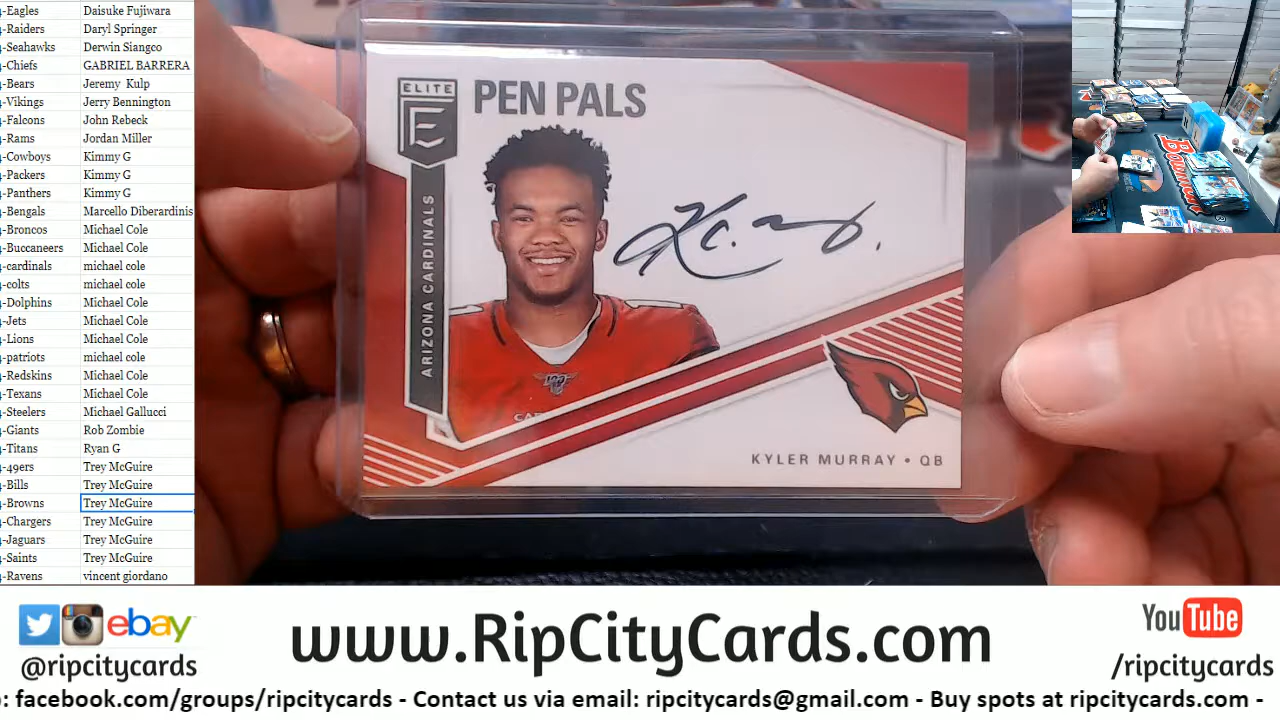 -Eagles Daisuke Fujiwara
-Raiders Daryl Springer
-Seahawks Derwin Siangco
-Chiefs GABRIEL BARRERA
-Bears Jeremy Kulp
-Vikings Jerry Bennington
-Falcons John Rebeck
-Rams Jordan Miller
-Cowboys Kimmy G
-Packers Kimmy G
-Panthers Kimmy G
-Bengals Marcello Diberardinis
-Broncos Michael Cole
-Buccaneers Michael Cole
-cardinals michael cole
-colts michael cole
-Dolphins Michael Cole
-Jets Michael Cole
-Lions Michael Cole
-patriots michael cole
-Redskins Michael Cole
-Texans Michael Cole
-Steelers Michael Gallucci
-Giants Rob Zombie
-Titans Ryan G
-49ers Trey McGuire
-Bills Trey McGuire
-Browns Trey McGuire
-Chargers Trey McGuire
-Jaguars Trey McGuire
-Saints Trey McGuire
-Ravens vincent giordano
ELITE
E
PEN PALS
ARIZONA CARDINALS
100
KYLER MURRAY • QB
BOWMAN
ebay
@ripcitycards
www.RipCityCards.com
YouTube
/ripcitycards
: facebook.com/groups/ripcitycards - Contact us via email: ripcitycards@gmail.com - Buy spots at ripcitycards.com -